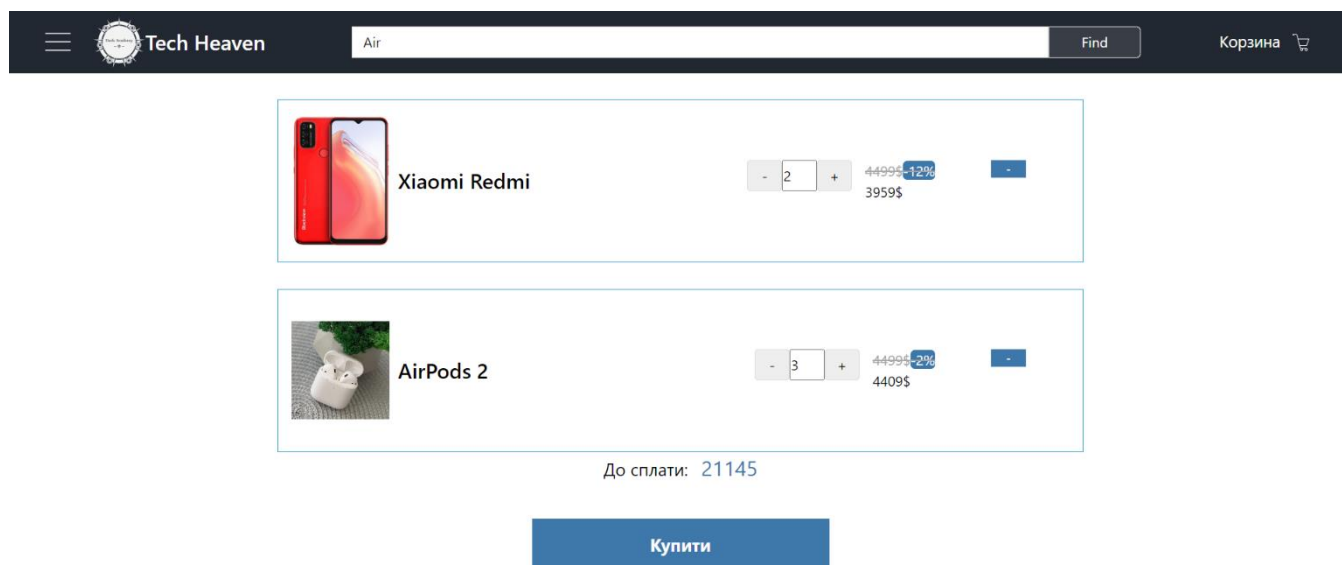 Tech Heaven
Air
Find
Корзина
Xiaomi Redmi
- 2 +
4499$-12%
3959$
-
AirPods 2
- 3 +
4499$-2%
4409$
-
До сплати: 21145
Купити